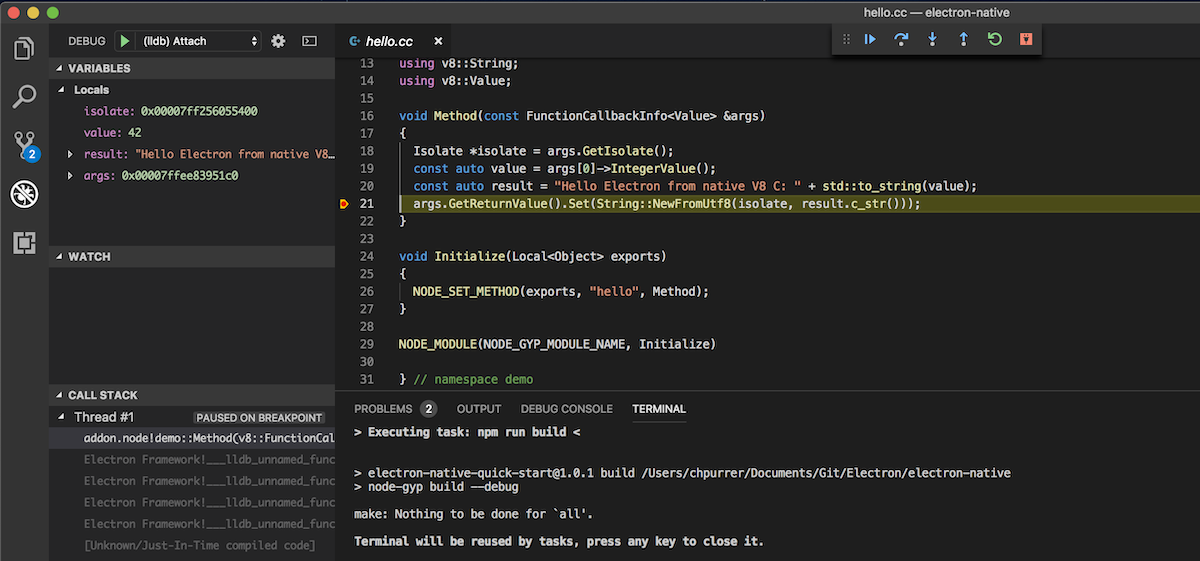 hello.cc — electron-native
DEBUG (lldb) Attach
VARIABLES
Locals
isolate: 0x00007ff256055400
value: 42
result: "Hello Electron from native V8…
args: 0x00007ffee83951c0
2
WATCH
CALL STACK
Thread #1 PAUSED ON BREAKPOINT
addon.node!demo::Method(v8::FunctionCal
Electron Framework!___lldb_unnamed_func
Electron Framework!___lldb_unnamed_func
Electron Framework!___lldb_unnamed_func
Electron Framework!___lldb_unnamed_func
[Unknown/Just-In-Time compiled code]
hello.cc
13 using v8::String;
14 using v8::Value;
15
16 void Method(const FunctionCallbackInfo<Value> &args)
17 {
18 Isolate *isolate = args.GetIsolate();
19 const auto value = args[0]->IntegerValue();
20 const auto result = "Hello Electron from native V8 C: " + std::to_string(value);
21 args.GetReturnValue().Set(String::NewFromUtf8(isolate, result.c_str()));
22 }
23
24 void Initialize(Local<Object> exports)
25 {
26 NODE_SET_METHOD(exports, "hello", Method);
27 }
28
29 NODE_MODULE(NODE_GYP_MODULE_NAME, Initialize)
30
31 } // namespace demo
PROBLEMS 2 OUTPUT DEBUG CONSOLE TERMINAL
> Executing task: npm run build <
> electron-native-quick-start@1.0.1 build /Users/chpurrer/Documents/Git/Electron/electron-native
> node-gyp build --debug
make: Nothing to be done for `all'.
Terminal will be reused by tasks, press any key to close it.